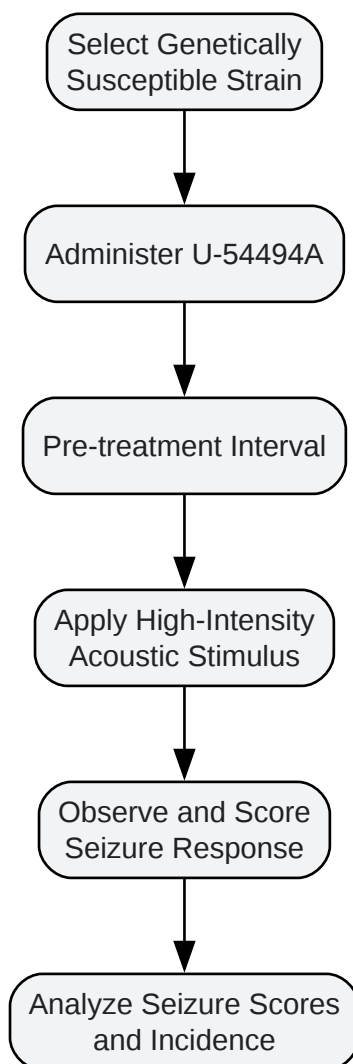 Select Genetically
Susceptible Strain
Administer U-54494A
Pre-treatment Interval
Apply High-Intensity
Acoustic Stimulus
Observe and Score
Seizure Response
Analyze Seizure Scores
and Incidence